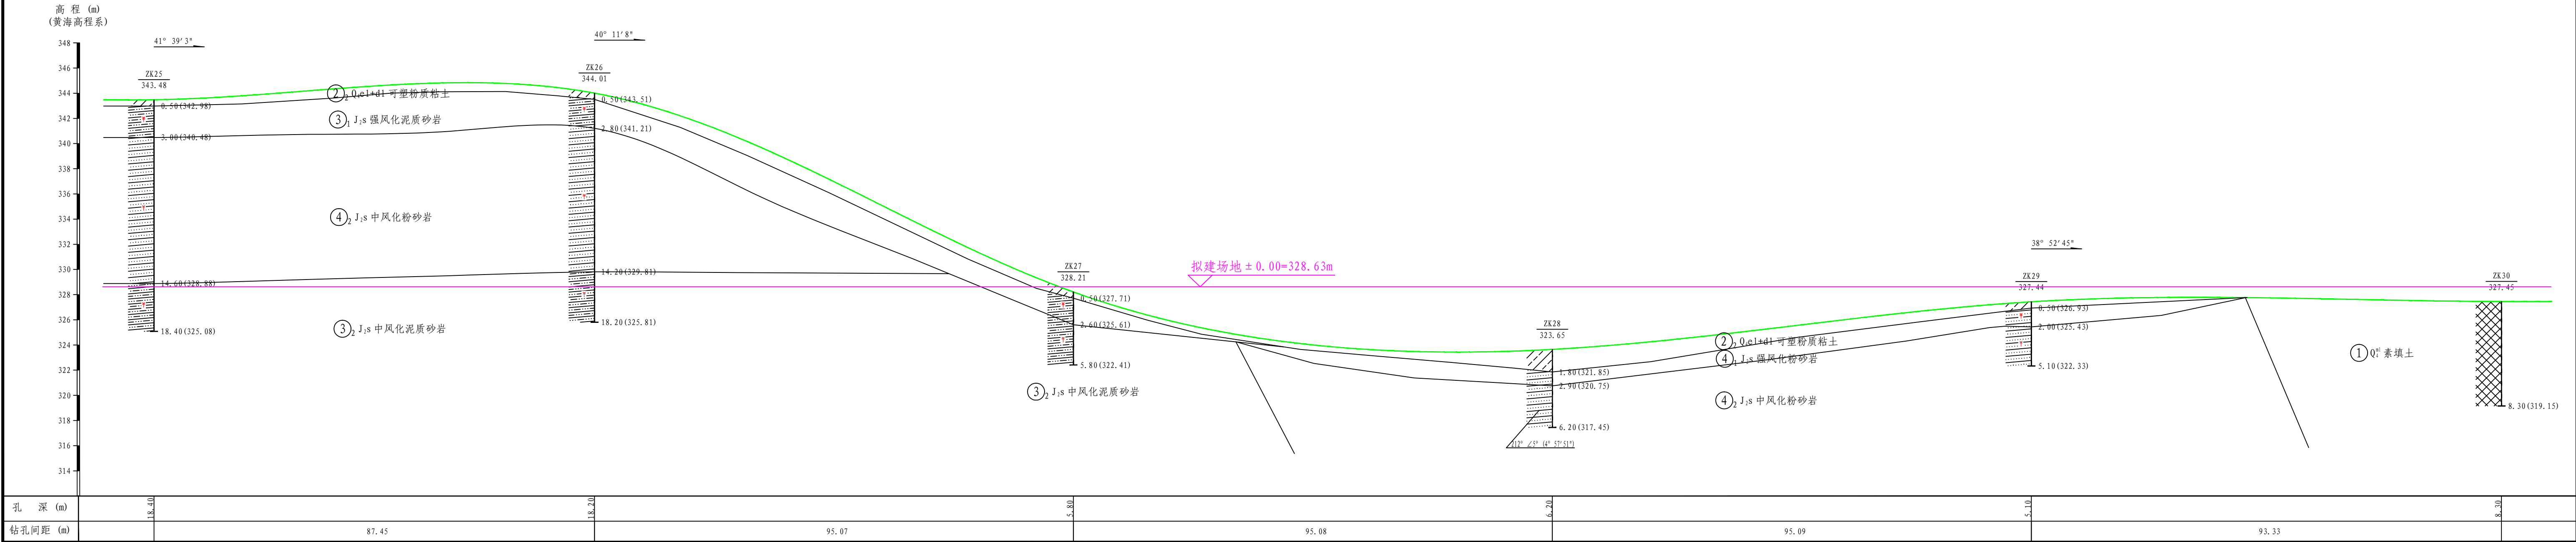 高 程 (m)
(黄海高程系)
348
346
344
342
340
338
336
334
332
330
328
326
324
322
320
318
316
314
41° 39′3″
40° 11′8″
38° 52′45″
ZK25
343.48
0.50(342.98)
3.00(340.48)
14.60(328.88)
18.40(325.08)
②₂ Q₄el+dl 可塑粉质粘土
③₁ J₂s 强风化泥质砂岩
④₂ J₂s 中风化粉砂岩
③₂ J₂s 中风化泥质砂岩
ZK26
344.01
0.50(343.51)
2.80(341.21)
14.20(329.81)
18.20(325.81)
ZK27
328.21
0.50(327.71)
2.60(325.61)
5.80(322.41)
③₂ J₂s 中风化泥质砂岩
拟建场地±0.00=328.63m
ZK28
323.65
1.80(321.85)
2.90(320.75)
6.20(317.45)
212° ∠5° (4° 57′51″)
②₂ Q₄el+dl 可塑粉质粘土
④₁ J₂s 强风化粉砂岩
④₂ J₂s 中风化粉砂岩
ZK29
327.44
0.50(326.93)
2.00(325.43)
5.10(322.33)
① Q₄ml 素填土
ZK30
327.45
8.30(319.15)
孔 深 (m) 18.40 18.20 5.80 6.20 5.10 8.30
钻孔间距 (m) 87.45 95.07 95.08 95.09 93.33